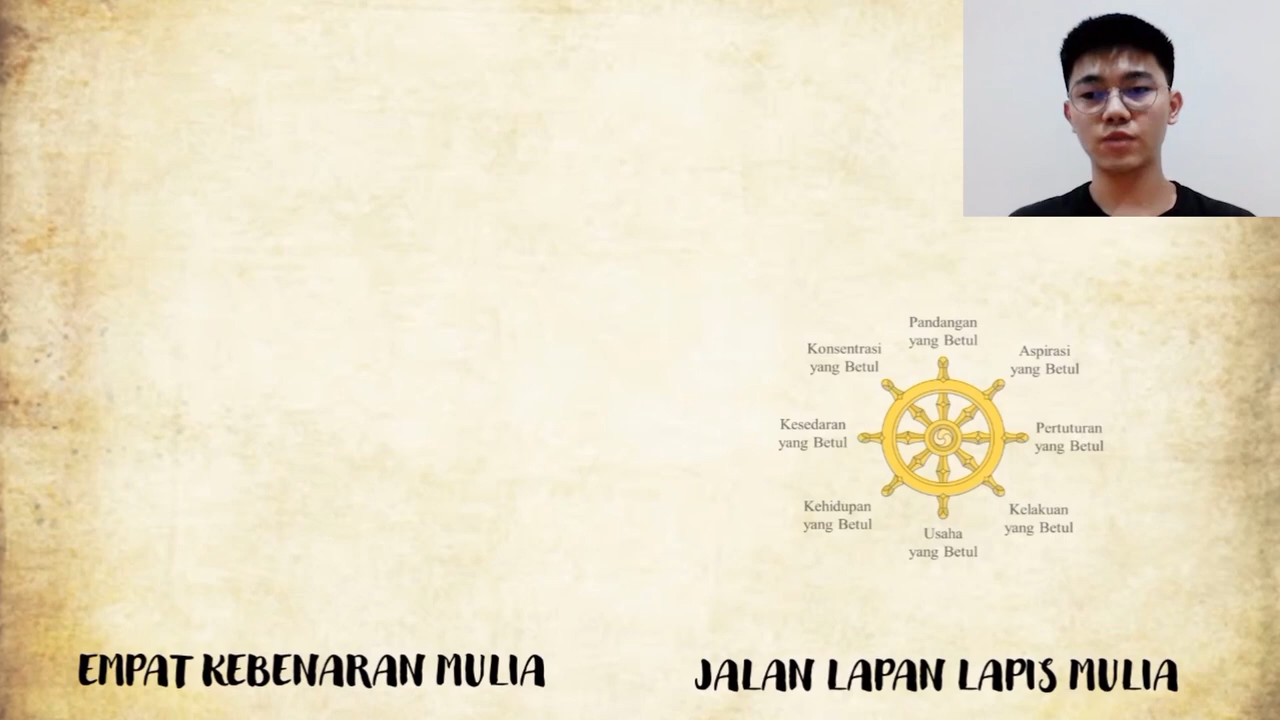 Pandangan
yang Betul
Konsentrasi
yang Betul
Aspirasi
yang Betul
Kesedaran
yang Betul
Pertuturan
yang Betul
Kehidupan
yang Betul
Kelakuan
yang Betul
Usaha
yang Betul
EMPAT KEBENARAN MULIA
JALAN LAPAN LAPIS MULIA